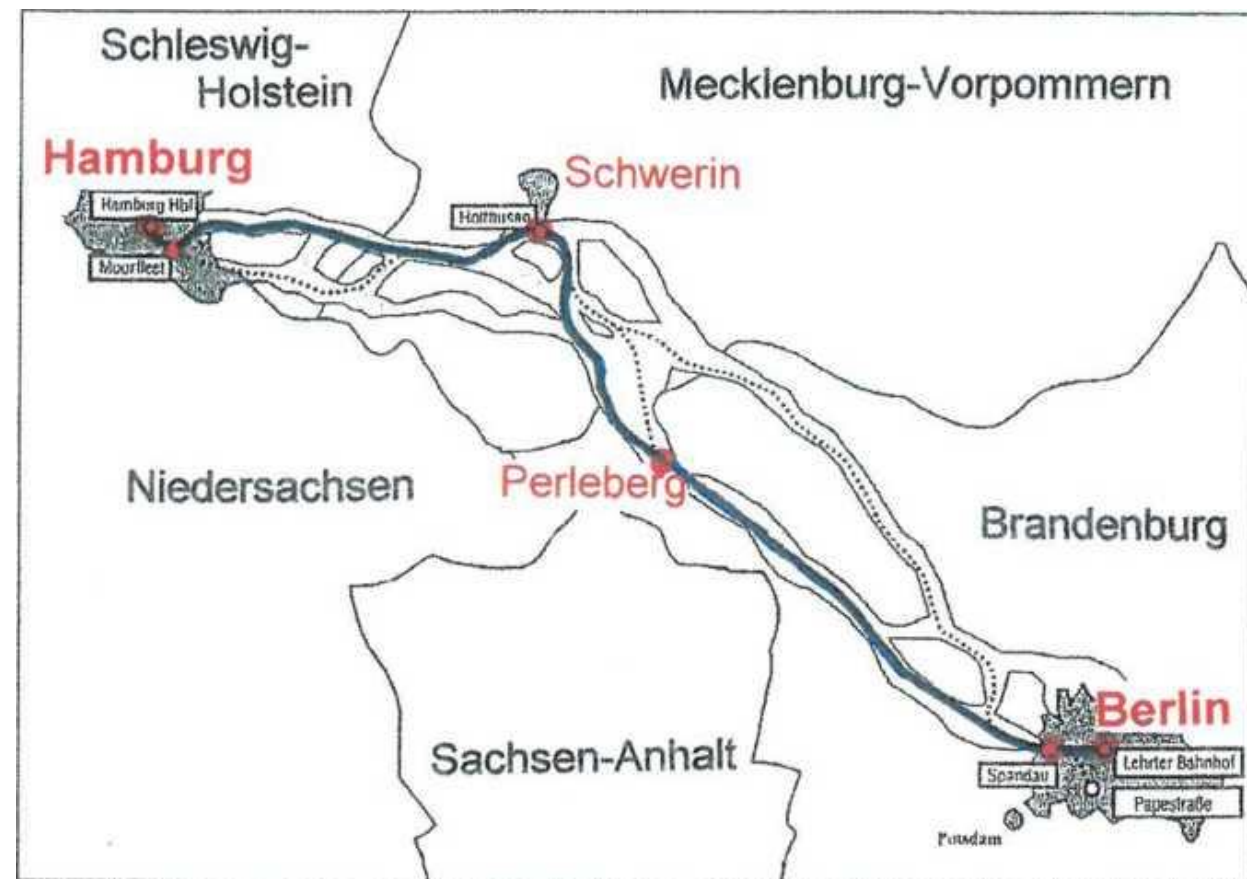 Schleswig-
Holstein
Mecklenburg-Vorpommern
Hamburg
Schwerin
Hamburg Hbf
Holthusen
Moorfleet
Niedersachsen
Perleberg
Brandenburg
Berlin
Sachsen-Anhalt
Spandau
Lehrter Bahnhof
Papestraße
Potsdam